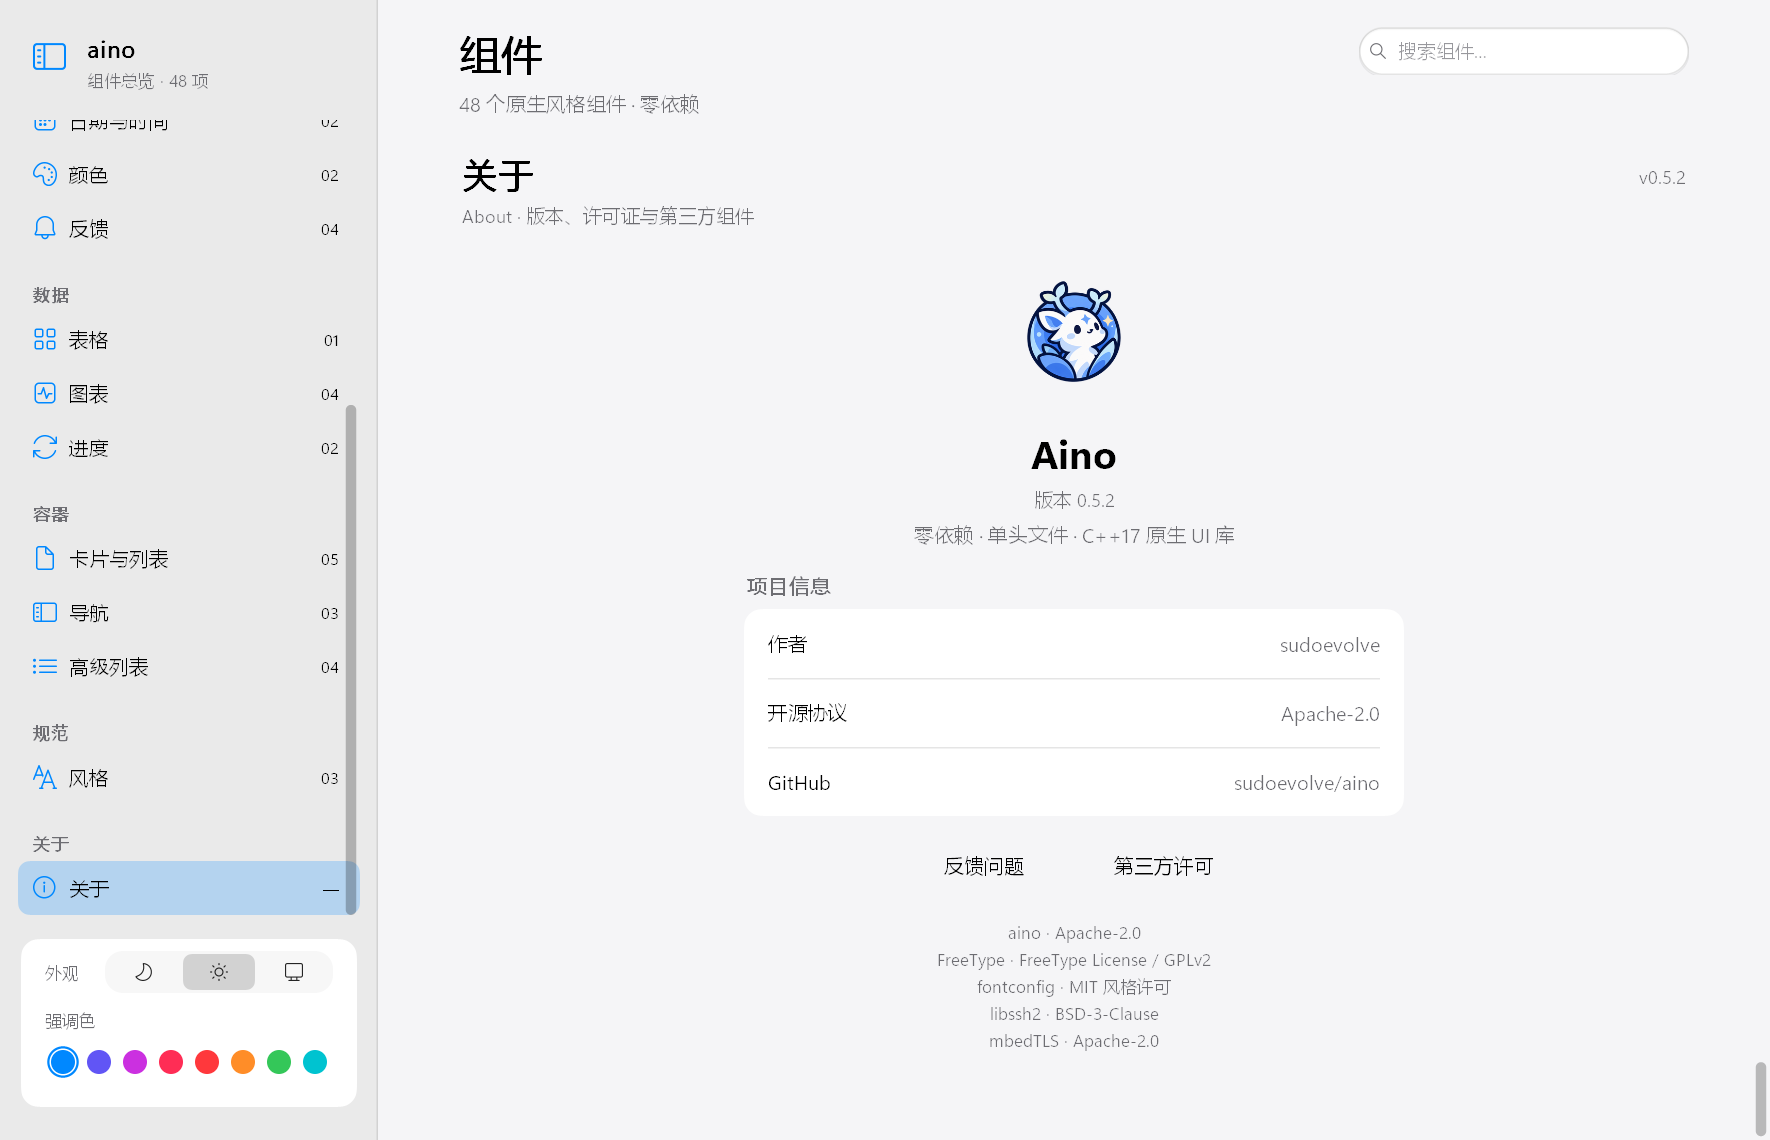 aino
组件总览 · 48 项
日期与时间 02
颜色 02
反馈 04
数据
表格 01
图表 04
进度 02
容器
卡片与列表 05
导航 03
高级列表 04
规范
风格 03
关于
关于 —
外观
强调色
组件
搜索组件...
48 个原生风格组件 · 零依赖
关于
v0.5.2
About · 版本、许可证与第三方组件
Aino
版本 0.5.2
零依赖 · 单头文件 · C++17 原生 UI 库
项目信息
作者 sudoevolve
开源协议 Apache-2.0
GitHub sudoevolve/aino
反馈问题 第三方许可
aino · Apache-2.0
FreeType · FreeType License / GPLv2
fontconfig · MIT 风格许可
libssh2 · BSD-3-Clause
mbedTLS · Apache-2.0